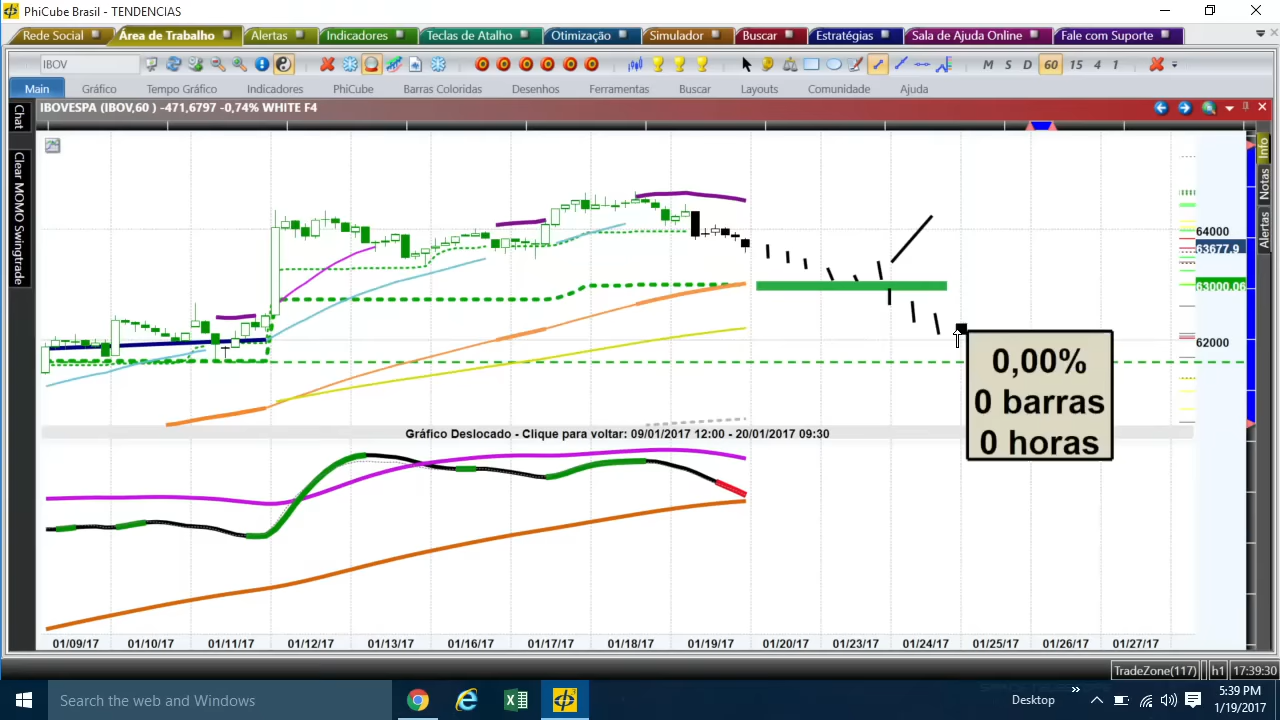 PhiCube Brasil - TENDENCIAS
Rede Social Área de Trabalho Alertas Indicadores Teclas de Atalho Otimização Simulador Buscar Estratégias Sala de Ajuda Online Fale com Suporte
IBOV
M S D 60 15 4 1
Main Gráfico Tempo Gráfico Indicadores PhiCube Barras Coloridas Desenhos Ferramentas Buscar Layouts Comunidade Ajuda
IBOVESPA (IBOV,60 ) -471,6797 -0,74% WHITE F4
Chat
Clear MOMO Swingtrade
Info
Notas
Alertas
64000
63677,9
63000,06
62000
0,00%
0 barras
0 horas
Gráfico Deslocado - Clique para voltar: 09/01/2017 12:00 - 20/01/2017 09:30
01/09/17 01/10/17 01/11/17 01/12/17 01/13/17 01/16/17 01/17/17 01/18/17 01/19/17 01/20/17 01/23/17 01/24/17 01/25/17 01/26/17 01/27/17
TradeZone(117) h1 17:39:30
Search the web and Windows
Desktop
5:39 PM
1/19/2017